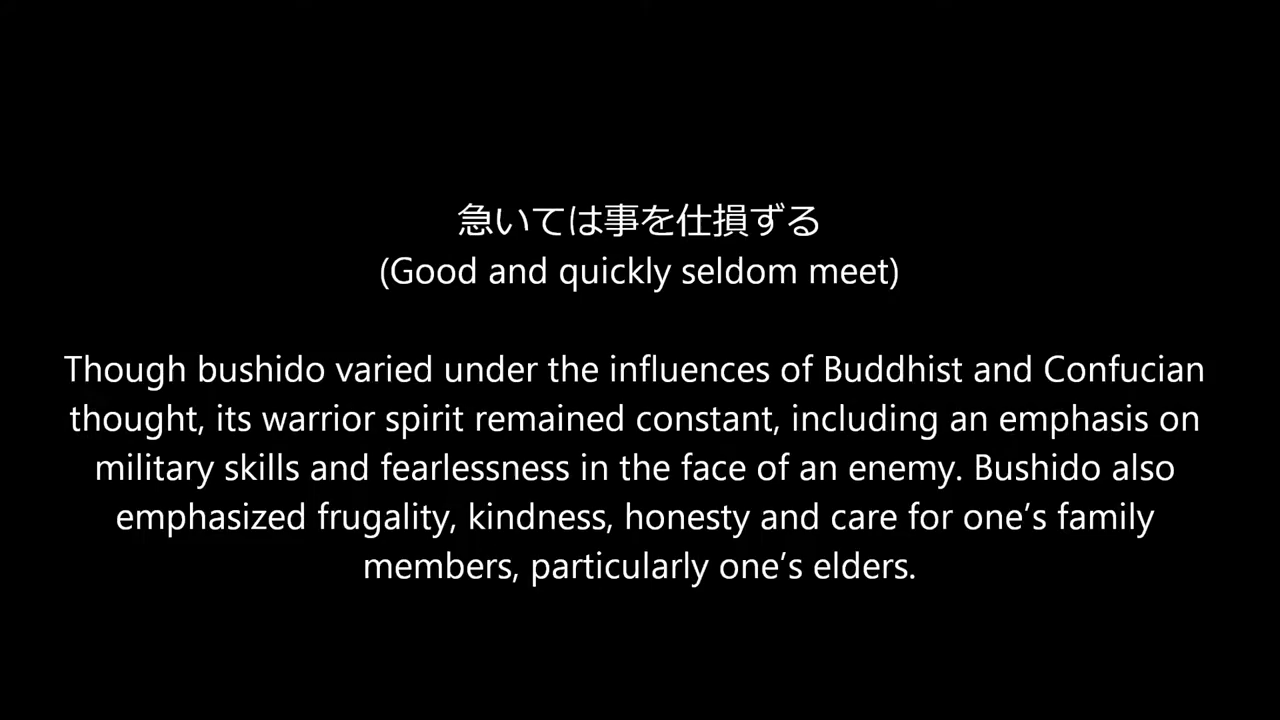 急いては事を仕損ずる
(Good and quickly seldom meet)
Though bushido varied under the influences of Buddhist and Confucian
thought, its warrior spirit remained constant, including an emphasis on
military skills and fearlessness in the face of an enemy. Bushido also
emphasized frugality, kindness, honesty and care for one’s family
members, particularly one’s elders.